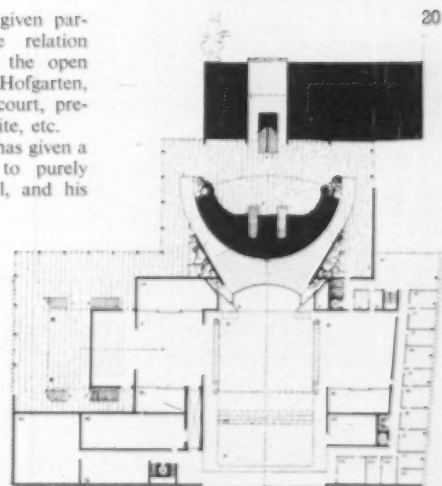 given par-
e relation
the open
Hofgarten,
court, pre-
ite, etc.
has given a
to purely
l, and his
20